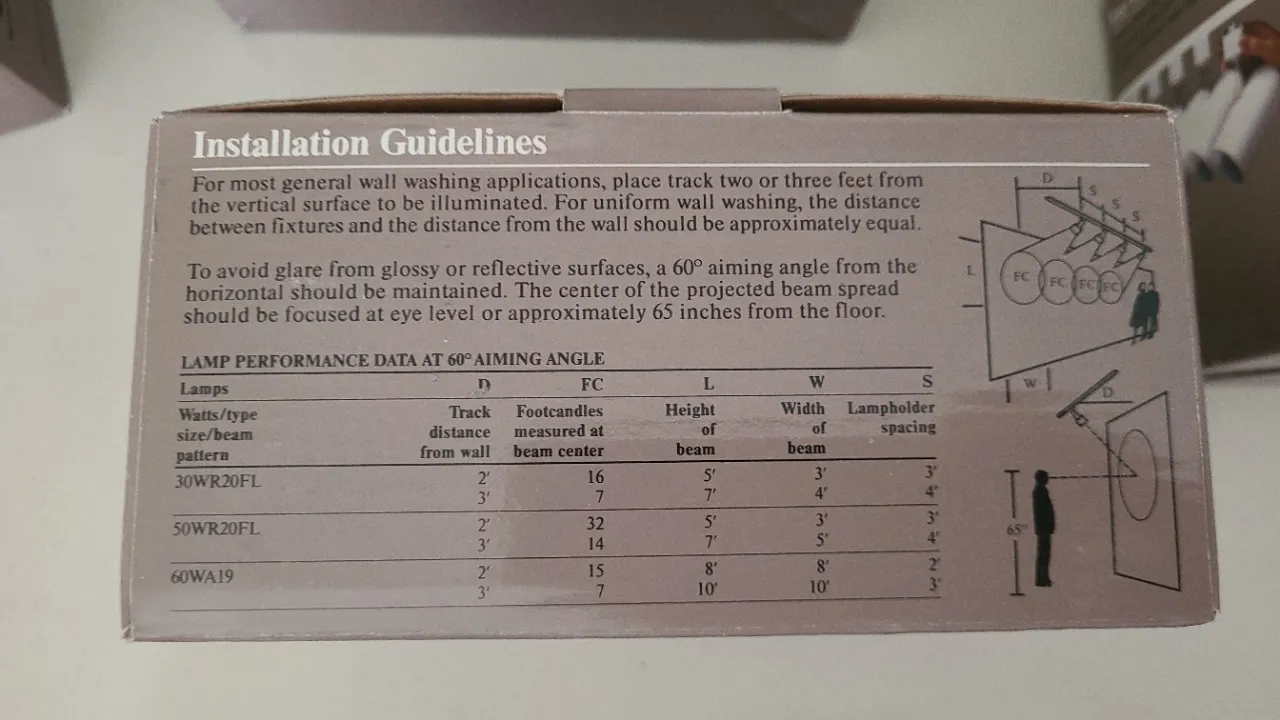 Installation Guidelines
For most general wall washing applications, place track two or three feet from
the vertical surface to be illuminated. For uniform wall washing, the distance
between fixtures and the distance from the wall should be approximately equal.
To avoid glare from glossy or reflective surfaces, a 60° aiming angle from the
horizontal should be maintained. The center of the projected beam spread
should be focused at eye level or approximately 65 inches from the floor.
LAMP PERFORMANCE DATA AT 60° AIMING ANGLE
Lamps D FC L W S
Watts/type Track Footcandles Height Width Lampholder
size/beam distance measured at of of spacing
pattern from wall beam center beam beam
30WR20FL 2' 16 5' 3' 3'
3' 7 7' 4' 4'
50WR20FL 2' 32 5' 3' 3'
3' 14 7' 5' 4'
60WA19 2' 15 8' 8' 2'
3' 7 10' 10' 3'
D
S
S
S
L
FC FC FC FC
W
D
65"